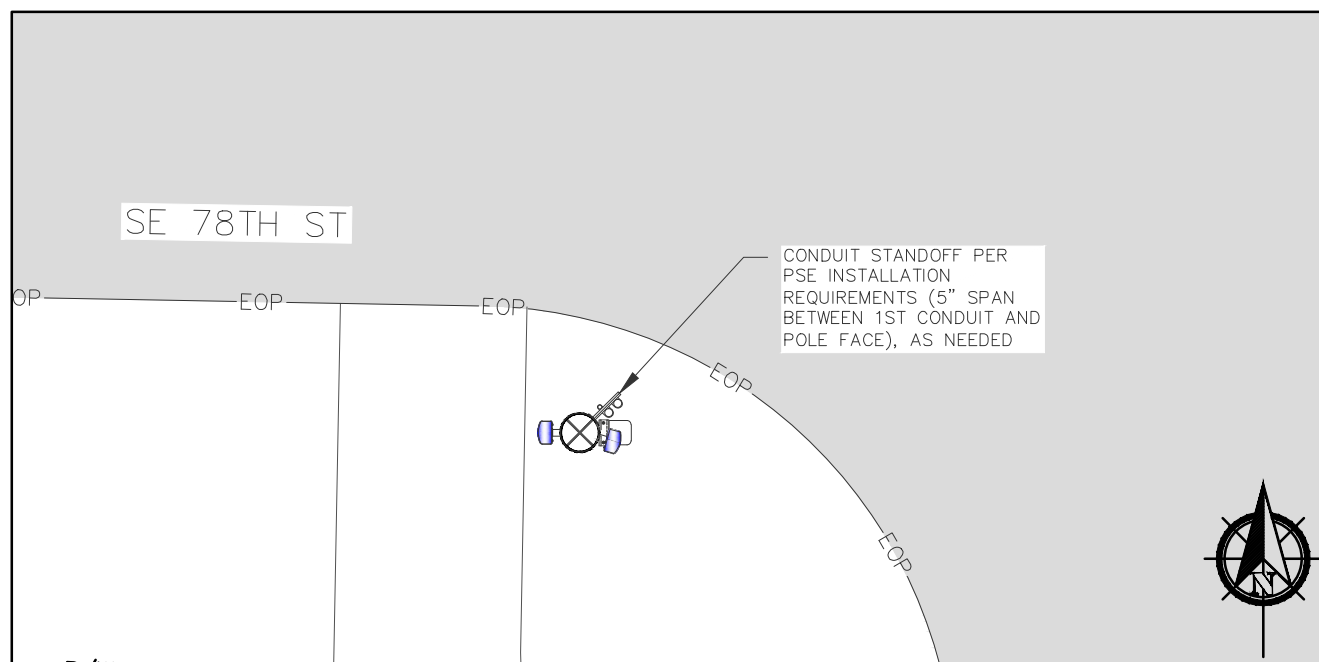 SE 78TH ST
CONDUIT STANDOFF PER
PSE INSTALLATION
REQUIREMENTS (5” SPAN
BETWEEN 1ST CONDUIT AND
POLE FACE), AS NEEDED
OP
EOP
EOP
EOP
EOP
N